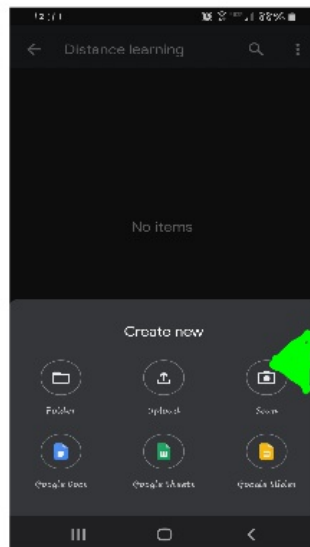 Distance learning
No items
Create new
Folder Upload Scan
Google Docs Google Sheets Google Slides